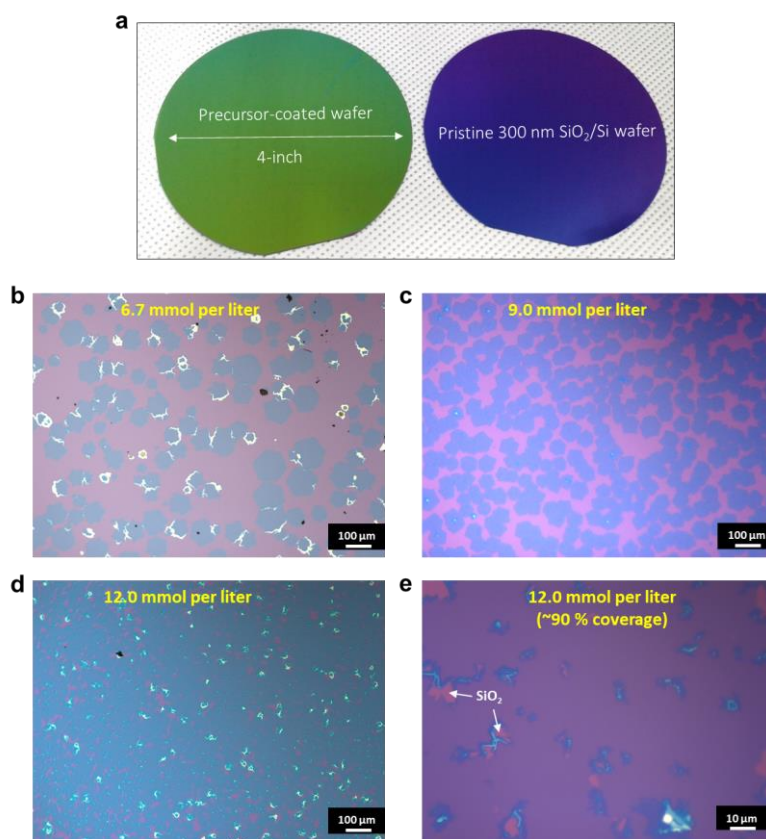 a
Precursor-coated wafer
4-inch
Pristine 300 nm SiO₂/Si wafer
b
6.7 mmol per liter
100 µm
c
9.0 mmol per liter
100 µm
d
12.0 mmol per liter
100 µm
e
12.0 mmol per liter
(~90 % coverage)
SiO₂
10 µm